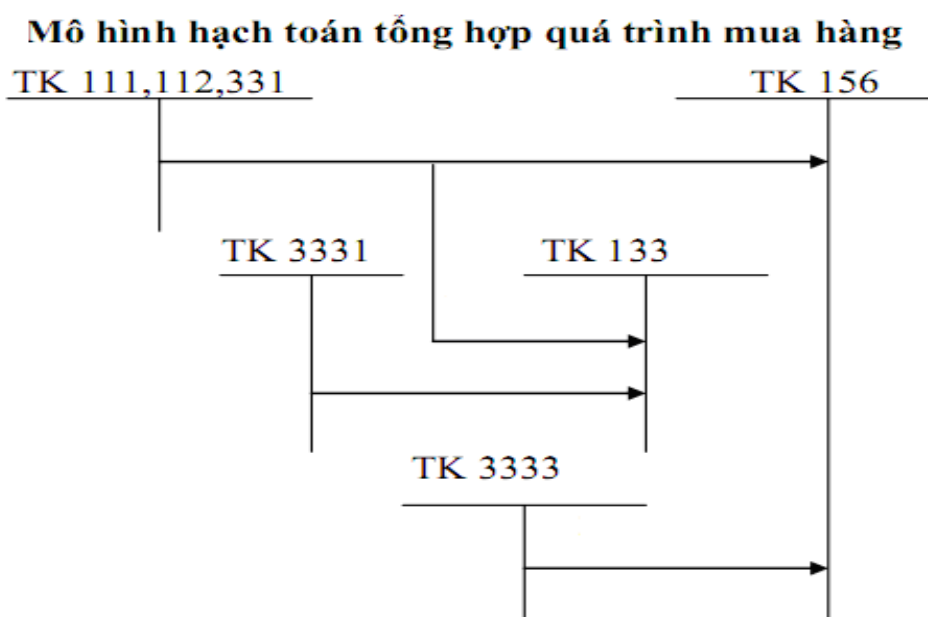 Mô hình hạch toán tổng hợp quá trình mua hàng
TK 111,112,331
TK 156
TK 3331
TK 133
TK 3333